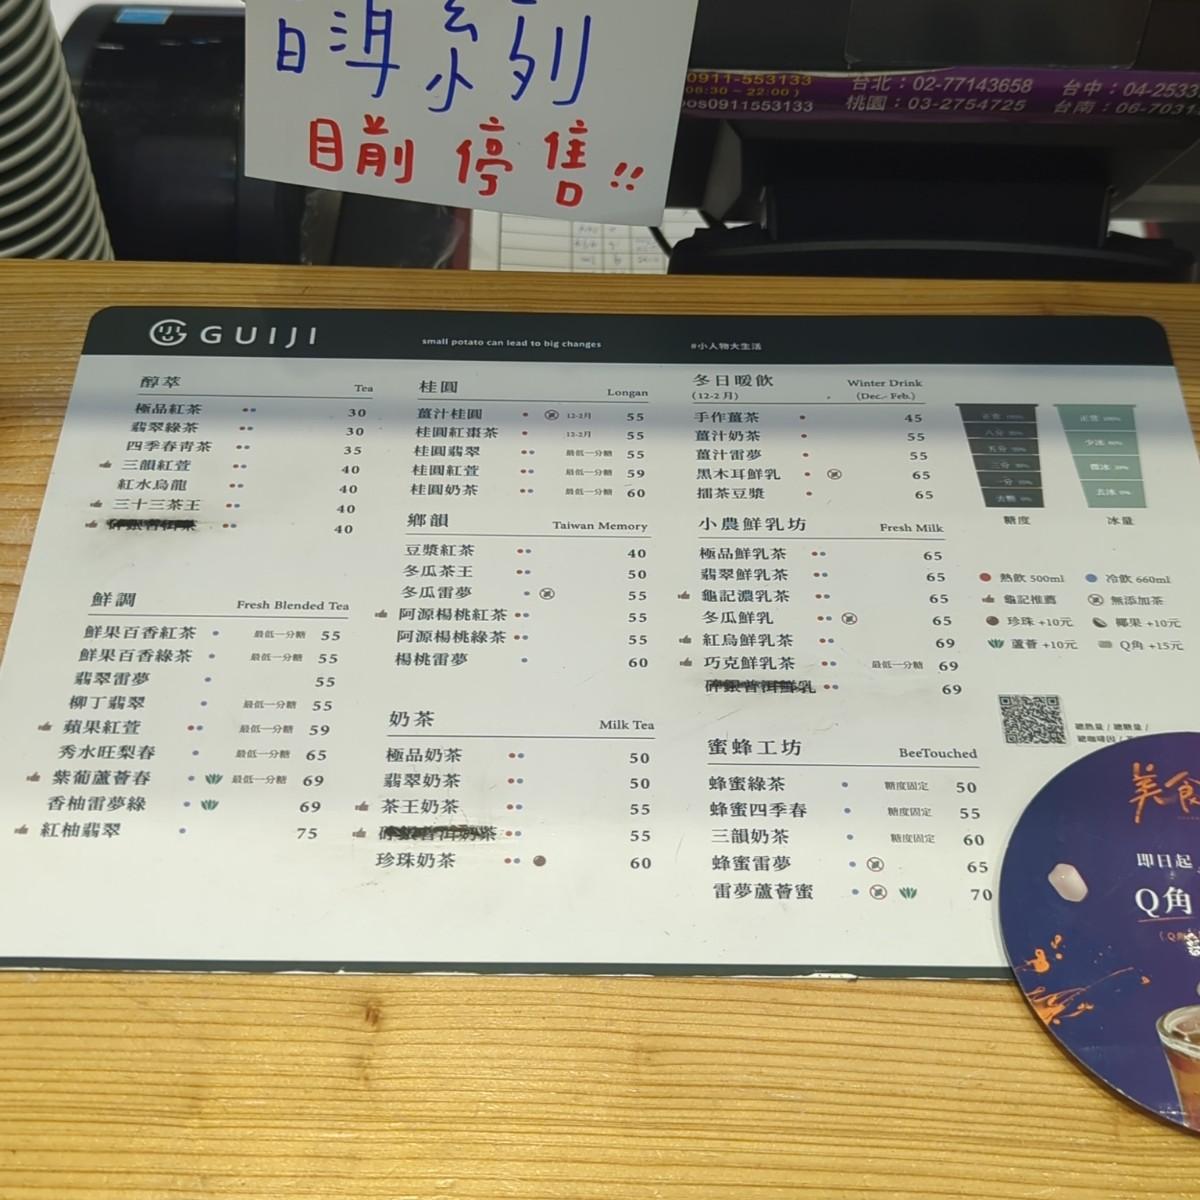 目前停售!!
0911-553133
台北：02-77143658
桃園：03-2754725
GUIJI
small potato can lead to big changes
#小人物大生活
醇萃 Tea
極品紅茶 30
翡翠綠茶 30
四季春青茶 35
三韻紅萱 40
紅水烏龍 40
三十三茶王 40
40
鮮調 Fresh Blended Tea
鮮果百香紅茶 最低一分糖 55
鮮果百香綠茶 最低一分糖 55
翡翠雷夢 55
柳丁翡翠 最低一分糖 55
蘋果紅萱 最低一分糖 59
秀水旺梨春 最低一分糖 65
紫葡蘆薈春 最低一分糖 69
香柚雷夢綠 69
紅柚翡翠 75
桂圓 Longan
薑汁桂圓 12-2月 55
桂圓紅棗茶 12-2月 55
桂圓翡翠 最低一分糖 55
桂圓紅萱 最低一分糖 59
桂圓奶茶 最低一分糖 60
鄉韻 Taiwan Memory
豆漿紅茶 40
冬瓜茶王 50
冬瓜雷夢 55
阿源楊桃紅茶 55
阿源楊桃綠茶 55
楊桃雷夢 60
奶茶 Milk Tea
極品奶茶 50
翡翠奶茶 50
茶王奶茶 55
碎銀普洱奶茶 55
珍珠奶茶 60
冬日暖飲 Winter Drink
(12-2 月) (Dec.- Feb.)
手作薑茶 45
薑汁奶茶 55
薑汁雷夢 55
黑木耳鮮乳 65
擂茶豆漿 65
小農鮮乳坊 Fresh Milk
極品鮮乳茶 65
翡翠鮮乳茶 65
龜記濃乳茶 65
冬瓜鮮乳 65
紅烏鮮乳茶 69
巧克鮮乳茶 最低一分糖 69
碎銀普洱鮮乳 69
蜜蜂工坊 BeeTouched
蜂蜜綠茶 糖度固定 50
蜂蜜四季春 糖度固定 55
三韻奶茶 糖度固定 60
蜂蜜雷夢 65
雷夢蘆薈蜜 70
糖度 冰量
熱飲 500ml 冷飲 660ml
龜記推薦 無添加茶
珍珠 +10元 椰果 +10元
蘆薈 +10元 Q角 +15元
美食
即日起
Q角